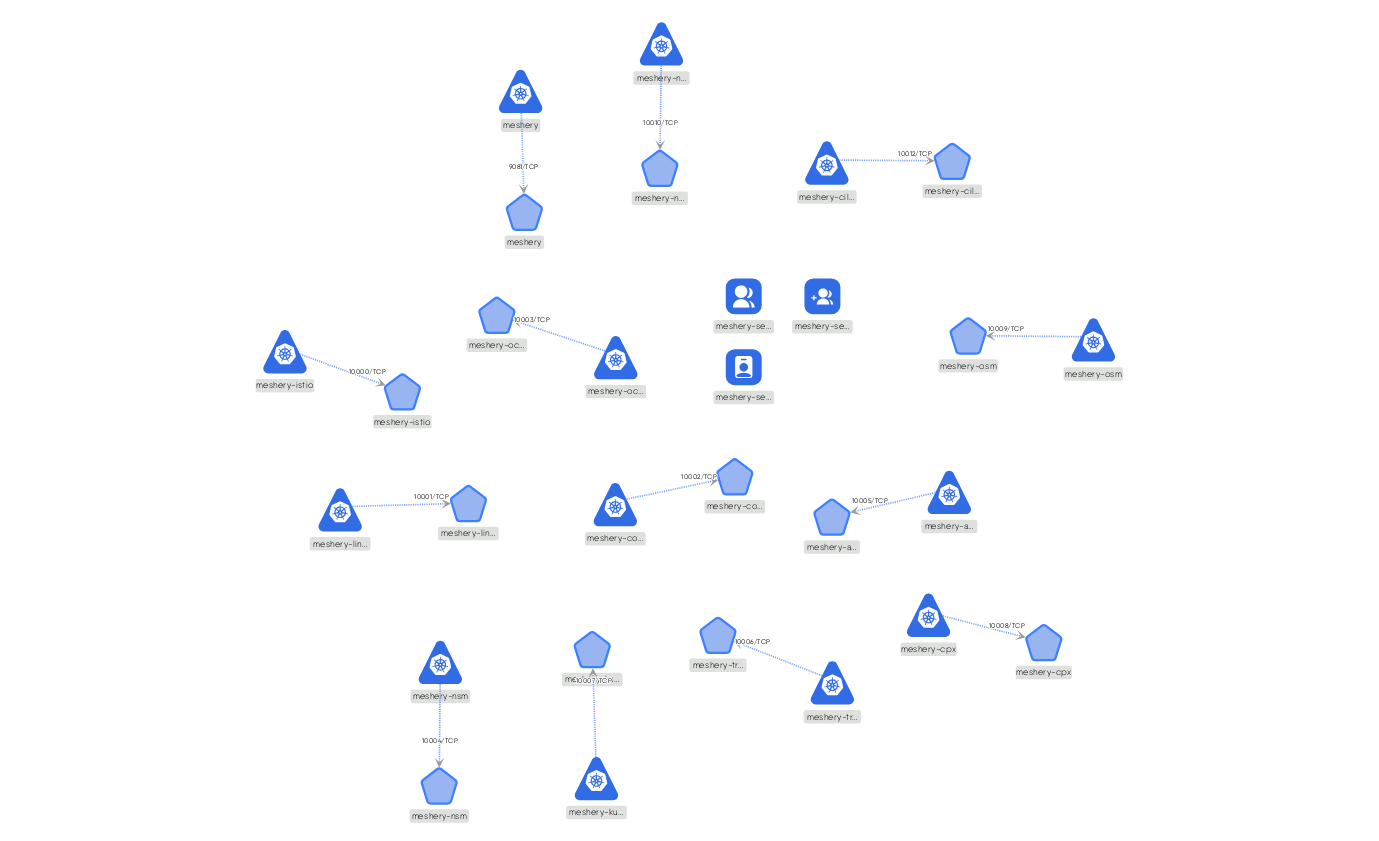 meshery-n...
meshery
10010/TCP
10012/TCP
9081/TCP
meshery-cil...
meshery-cil...
meshery-n...
meshery
10003/TCP
meshery-se...
meshery-se...
10009/TCP
meshery-oc...
meshery-osm
meshery-osm
10000/TCP
meshery-istio
meshery-oc...
meshery-se...
meshery-istio
10002/TCP
10001/TCP
10005/TCP
meshery-co...
meshery-a...
meshery-lin...
meshery-lin...
meshery-co...
meshery-a...
10008/TCP
10006/TCP
meshery-cpx
meshery-tr...
meshery-cpx
10007/TCP
meshery-nsm
meshery-tr...
10004/TCP
meshery-ku...
meshery-nsm